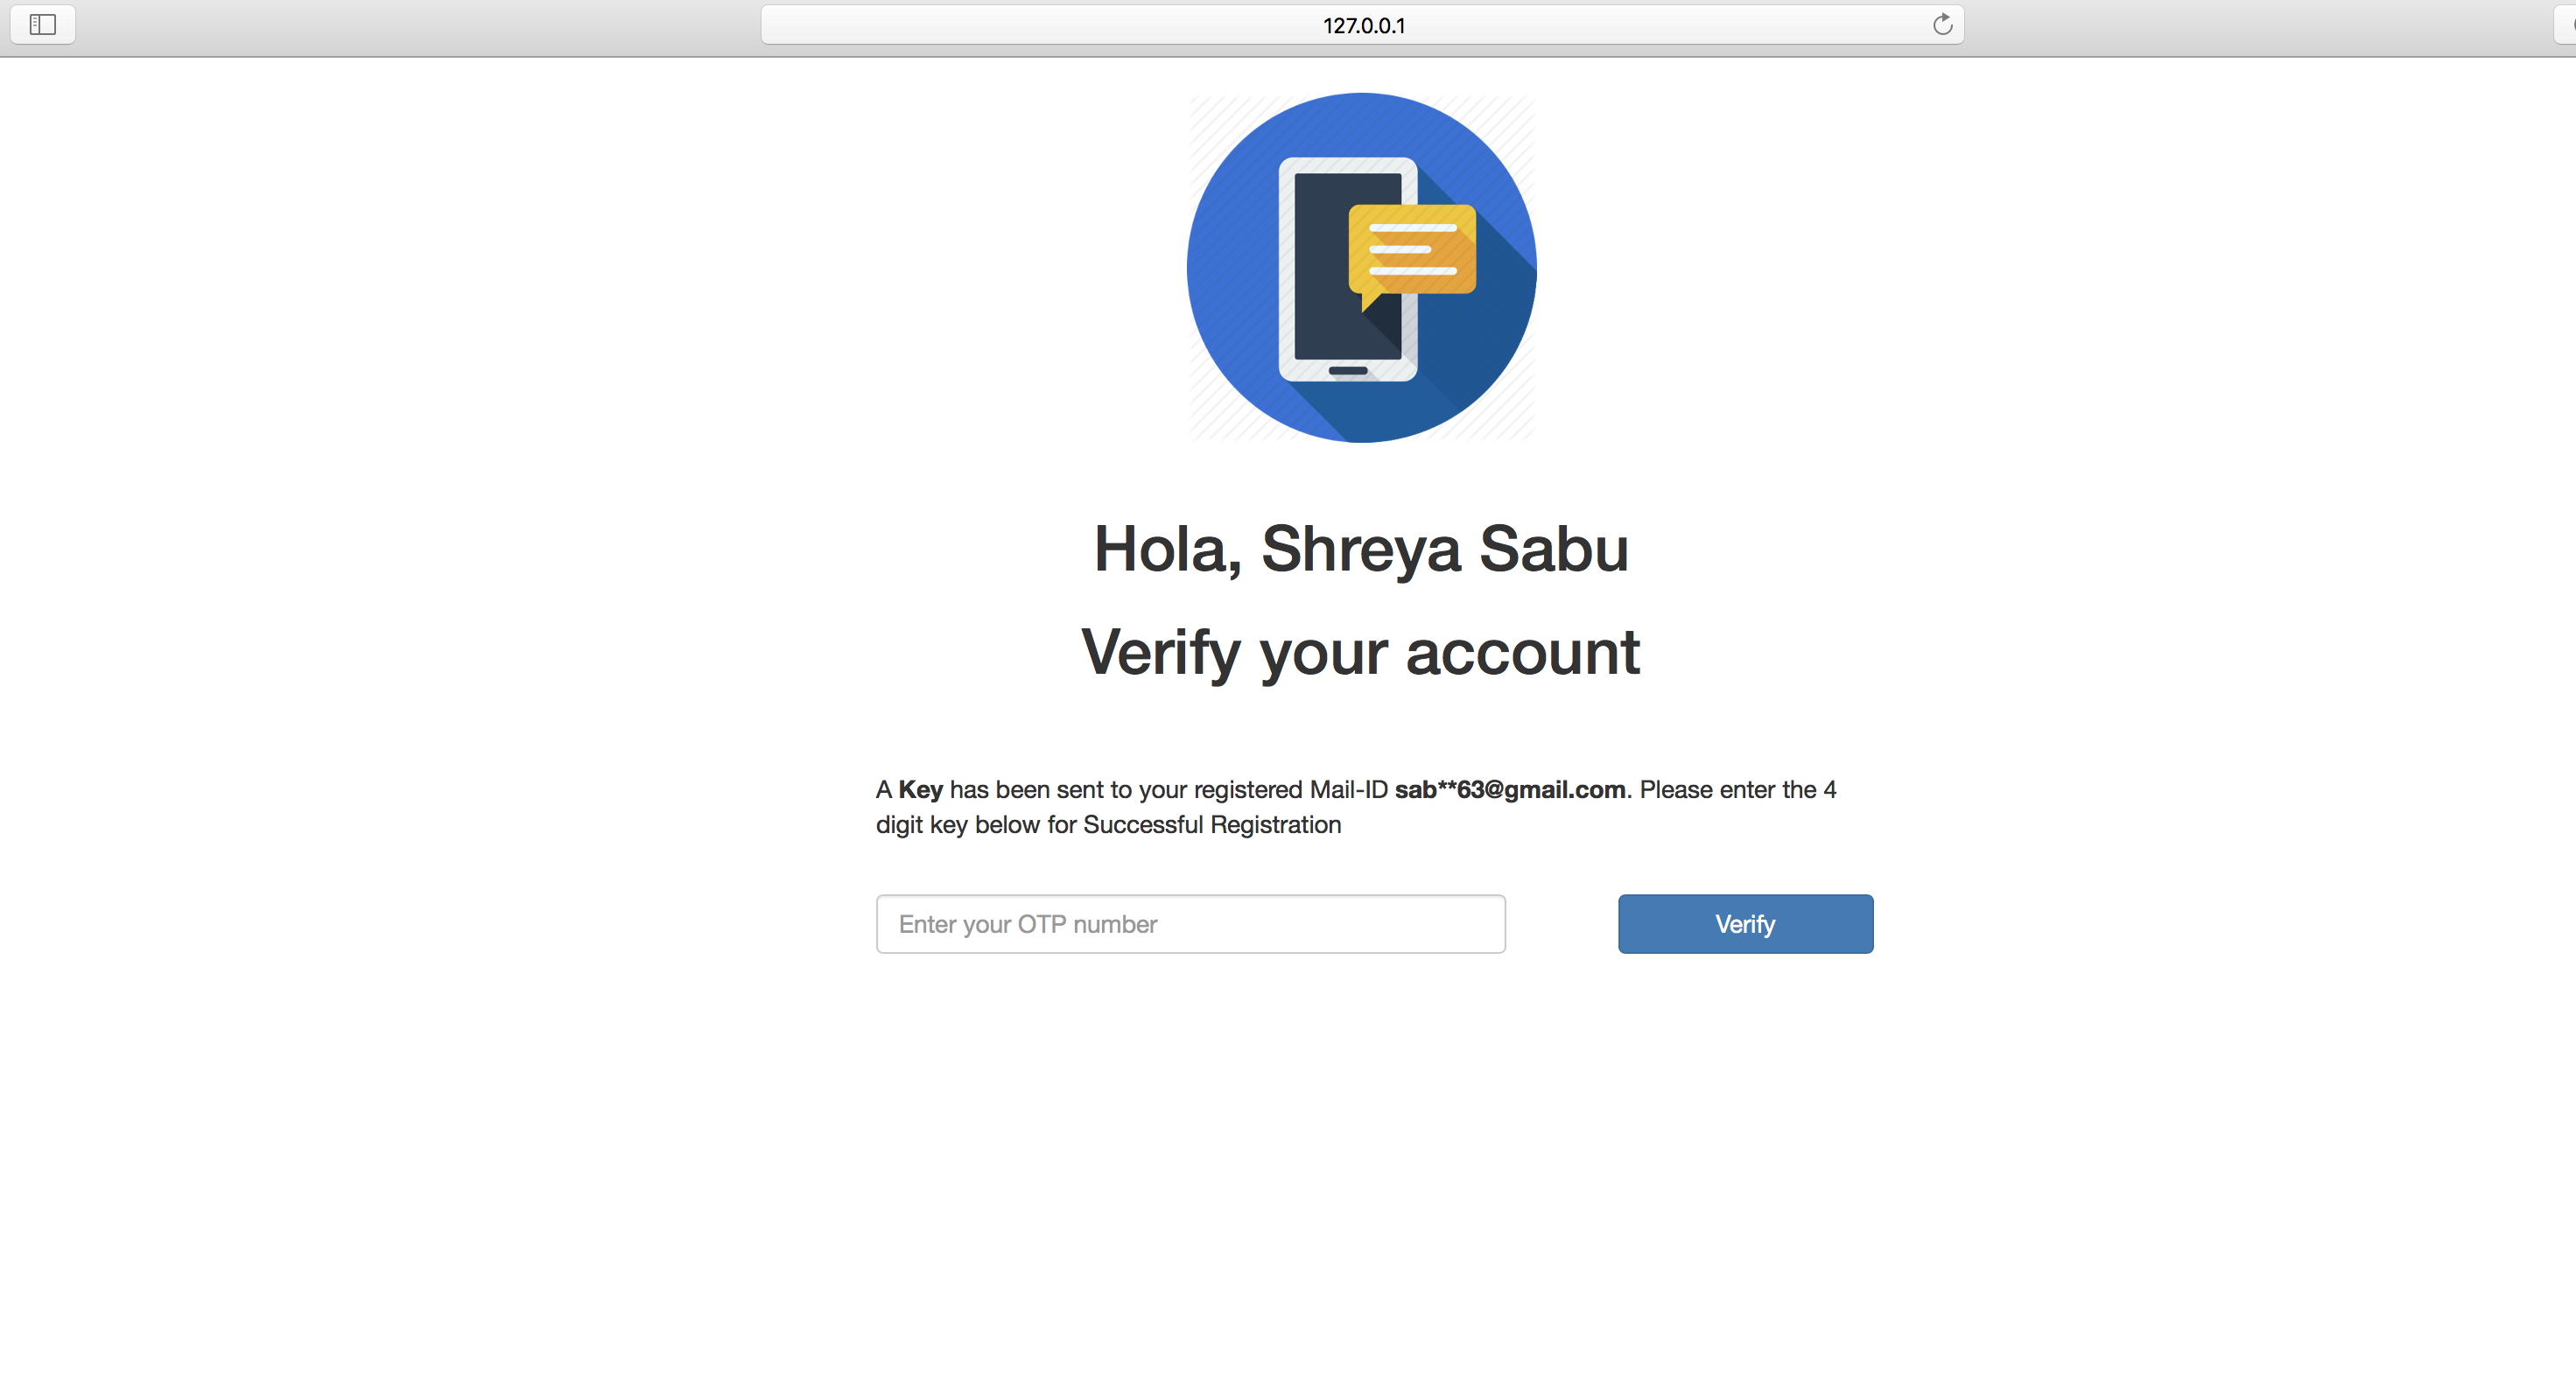 127.0.0.1
Hola, Shreya Sabu
Verify your account
A Key has been sent to your registered Mail-ID sab**63@gmail.com. Please enter the 4
digit key below for Successful Registration
Enter your OTP number
Verify